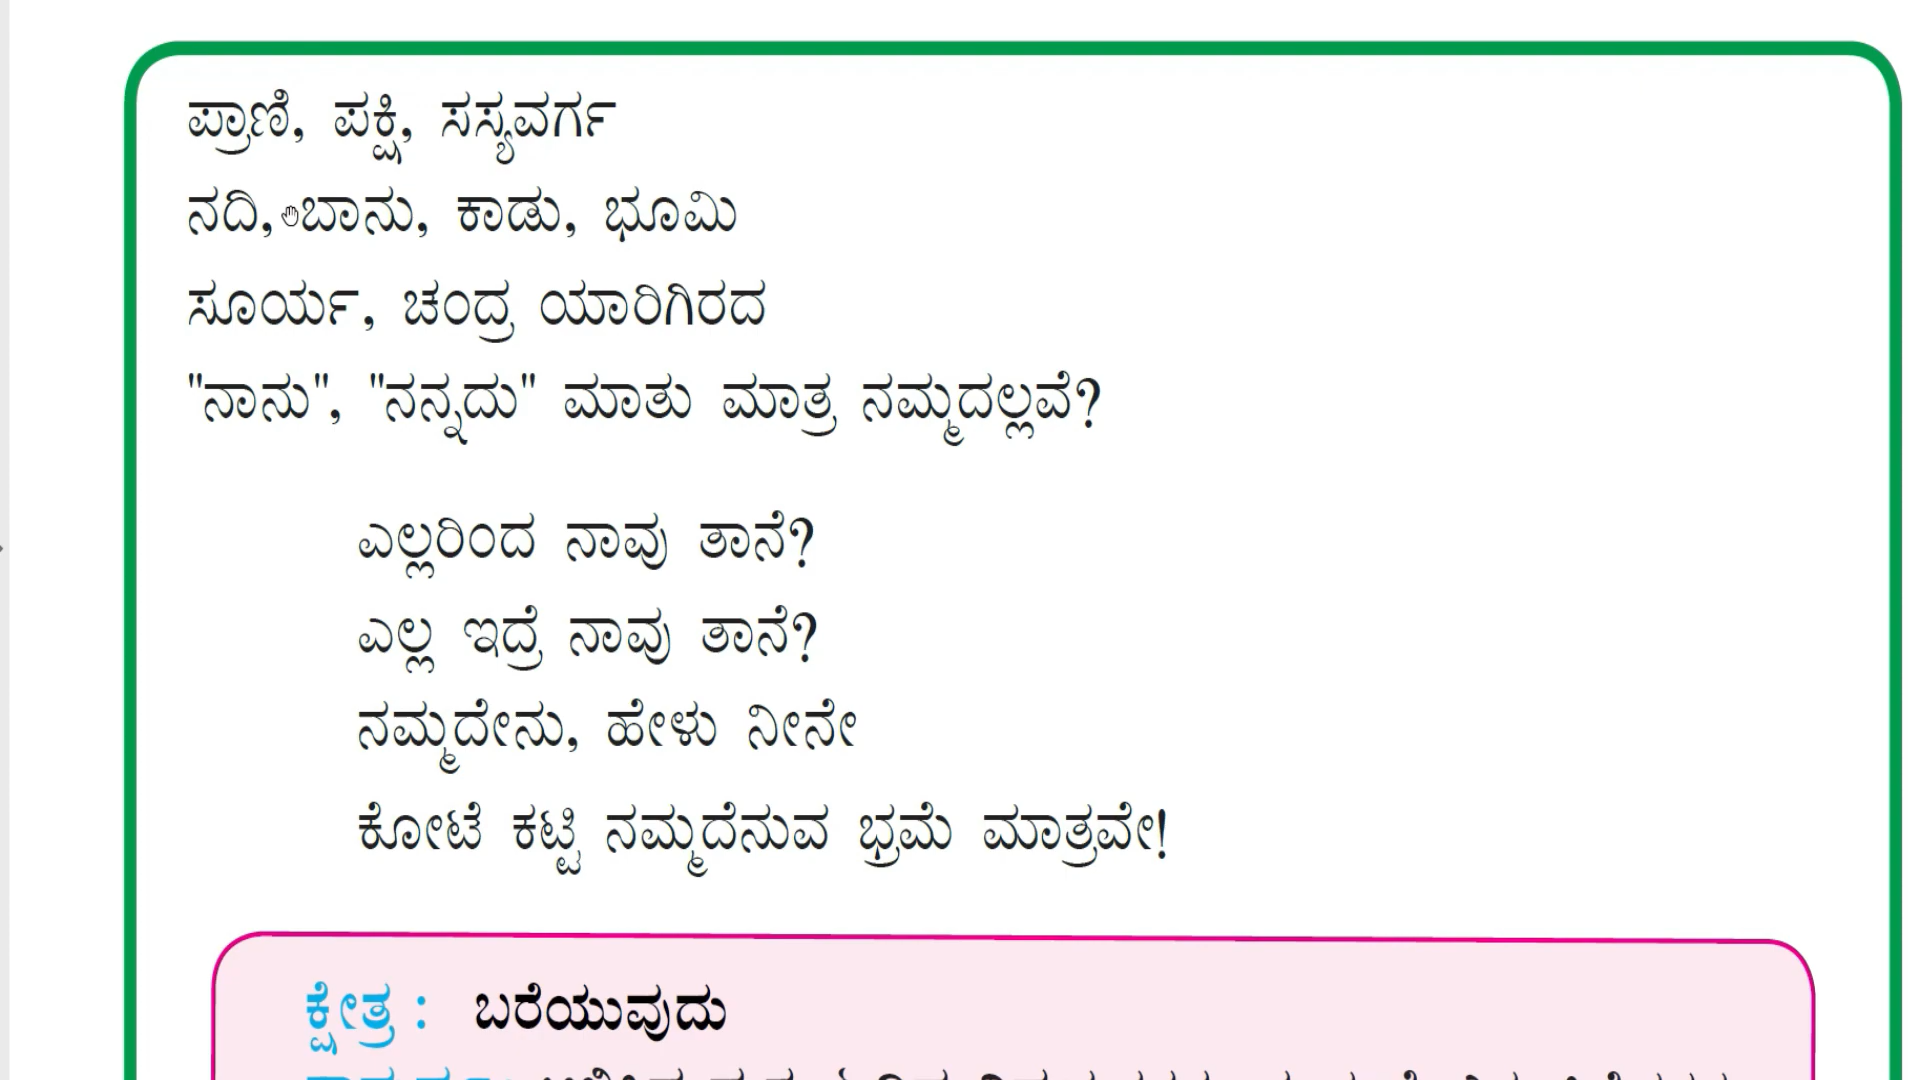 ಪ್ರಾಣಿ, ಪಕ್ಷಿ, ಸಸ್ಯವರ್ಗ
ನದಿ, ಬಾನು, ಕಾಡು, ಭೂಮಿ
ಸೂರ್ಯ, ಚಂದ್ರ ಯಾರಿಗಿರದ
"ನಾನು", "ನನ್ನದು" ಮಾತು ಮಾತ್ರ ನಮ್ಮದಲ್ಲವೆ?
ಎಲ್ಲರಿಂದ ನಾವು ತಾನೆ?
ಎಲ್ಲ ಇದ್ರೆ ನಾವು ತಾನೆ?
ನಮ್ಮದೇನು, ಹೇಳು ನೀನೇ
ಕೋಟೆ ಕಟ್ಟಿ ನಮ್ಮದೆನುವ ಭ್ರಮೆ ಮಾತ್ರವೇ!
ಕ್ಷೇತ್ರ : ಬರೆಯುವುದು